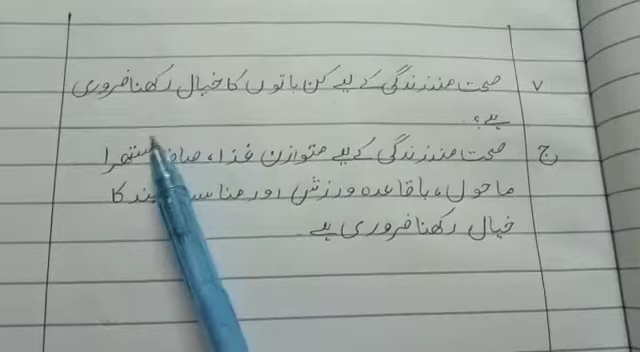 ۷ صحت مند زندگی کے لیے کن باتوں کا خیال رکھنا ضروری
ہے؟
ج صحت مند زندگی کے لیے متوازن غذا، صاف ستھرا
ماحول، باقاعدہ ورزش اور مناسب نیند کا
خیال رکھنا ضروری ہے۔